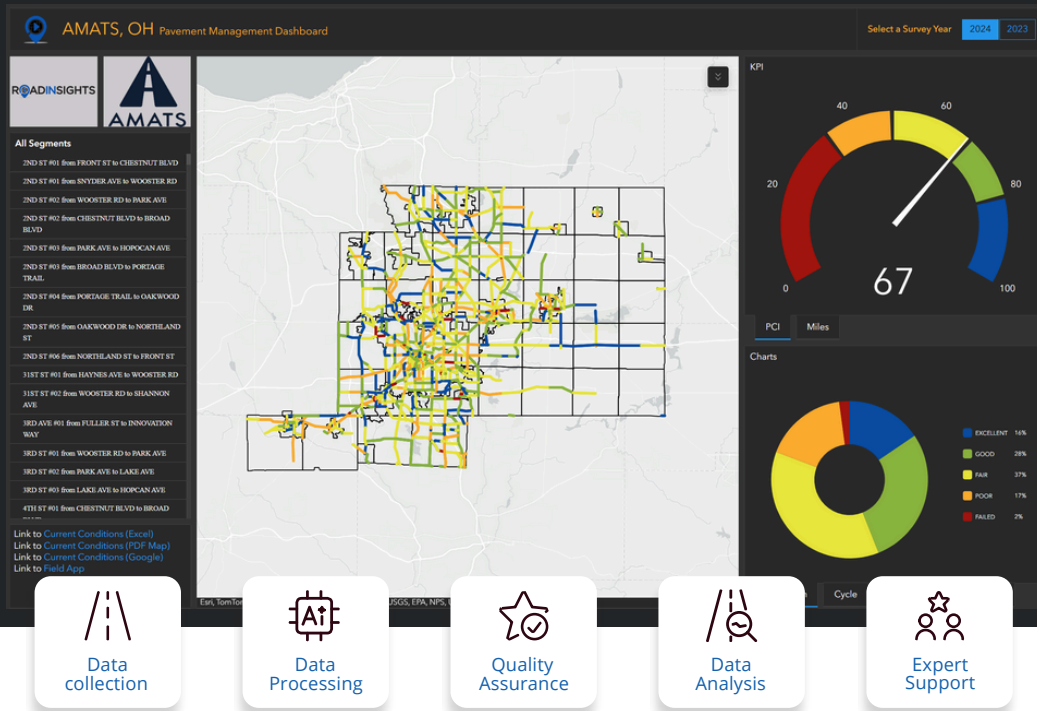 AMATS, OH Pavement Management Dashboard
Select a Survey Year
2024
2023
ROADINSIGHTS
AMATS
All Segments
2ND ST #01 from FRONT ST to CHESTNUT BLVD
2ND ST #01 from SNYDER AVE to WOOSTER RD
2ND ST #02 from WOOSTER RD to PARK AVE
2ND ST #02 from CHESTNUT BLVD to BROAD
BLVD
2ND ST #03 from PARK AVE to HOPOCAN AVE
2ND ST #03 from BROAD BLVD to PORTAGE
TRAIL
2ND ST #04 from PORTAGE TRAIL to OAKWOOD
DR
2ND ST #05 from OAKWOOD DR to NORTHLAND
ST
2ND ST #06 from NORTHLAND ST to FRONT ST
31ST ST #01 from HAYNES AVE to WOOSTER RD
31ST ST #02 from WOOSTER RD to SHANNON
AVE
3RD AVE #01 from FULLER ST to INNOVATION
WAY
3RD ST #01 from WOOSTER RD to PARK AVE
3RD ST #02 from PARK AVE to LAKE AVE
3RD ST #03 from LAKE AVE to HOPCAN AVE
4TH ST #01 from CHESTNUT BLVD to BROAD
Link to Current Conditions (Excel)
Link to Current Conditions (PDF Map)
Link to Current Conditions (Google)
Link to Field App
Esri, TomTom
USGS, EPA, NPS,
KPI
0
20
40
60
80
100
67
PCI
Miles
Charts
EXCELLENT 16%
GOOD 28%
FAIR 37%
POOR 17%
FAILED 2%
Cycle
Data
collection
Ai
Data
Processing
Quality
Assurance
Data
Analysis
Expert
Support